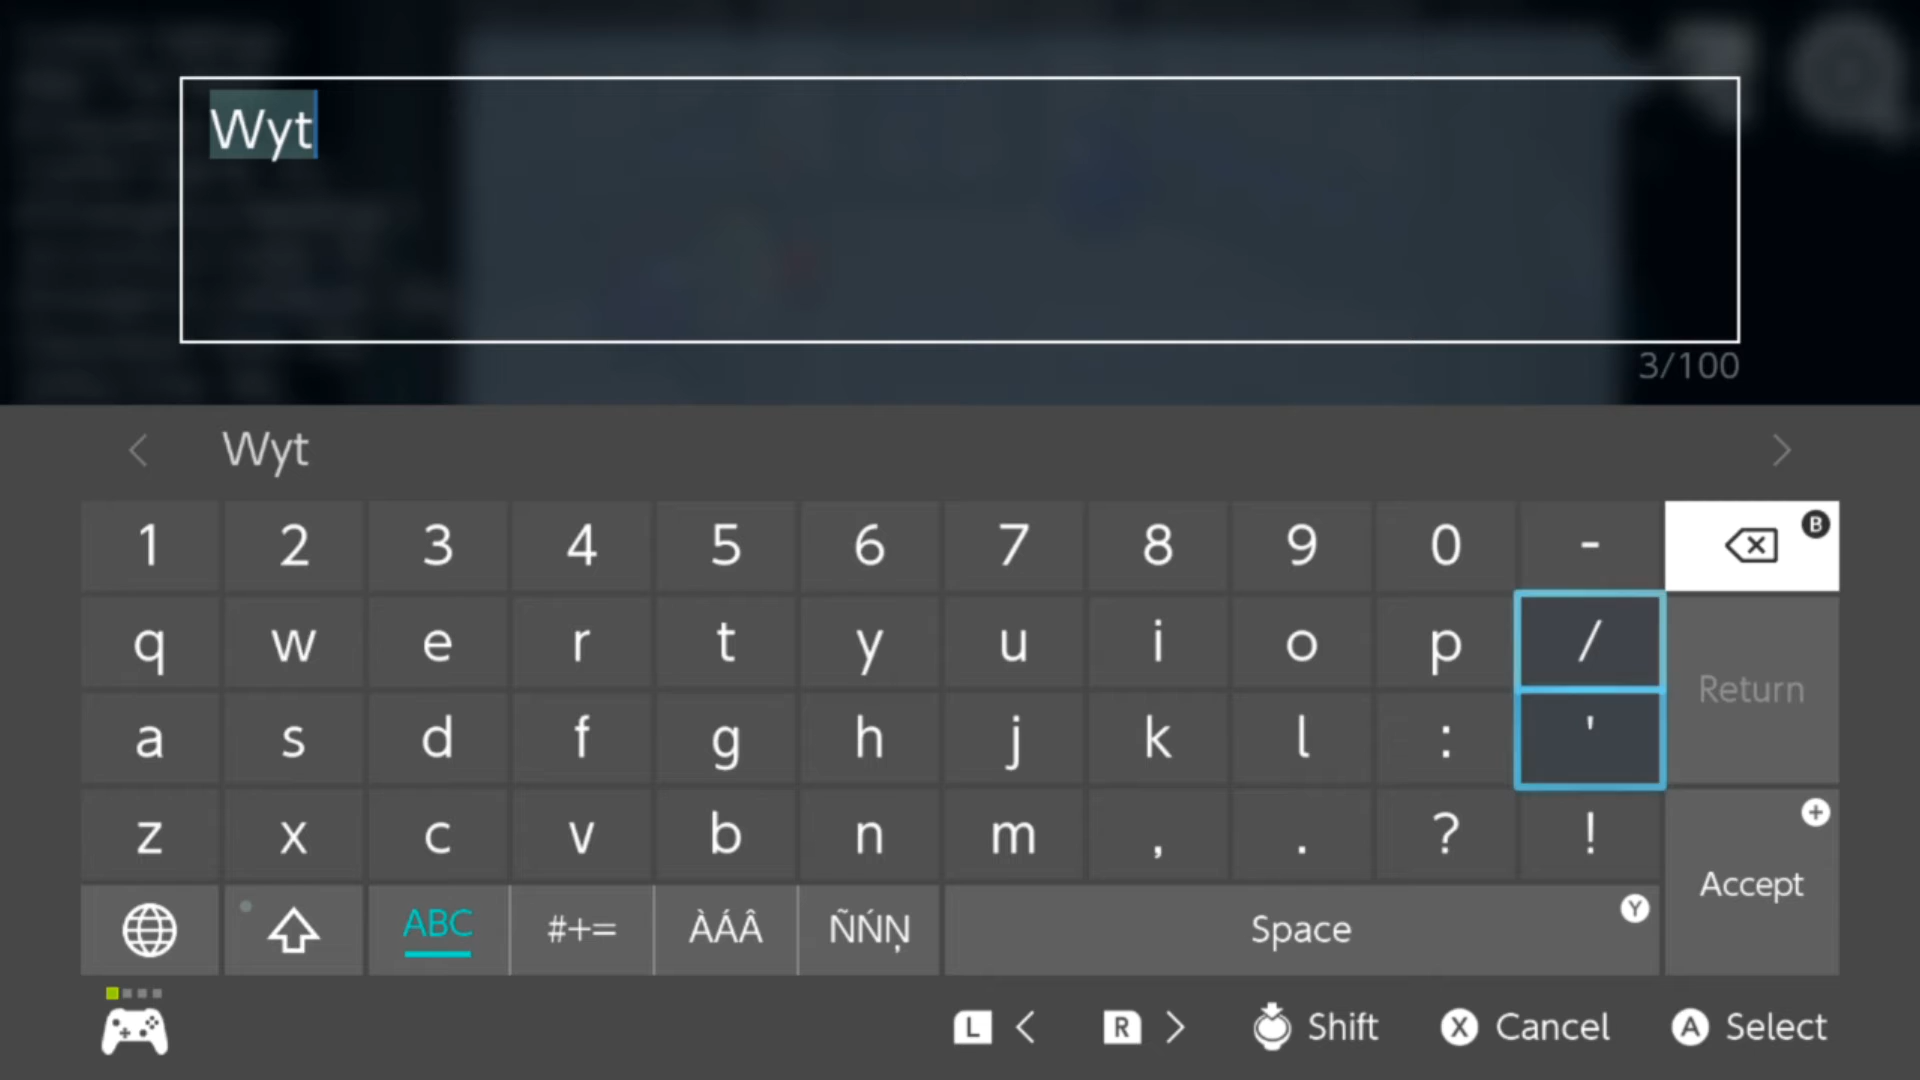 Wyt
3/100
< Wyt >
1 2 3 4 5 6 7 8 9 0 - B
q w e r t y u i o p / Return
a s d f g h j k l : '
z x c v b n m , . ? ! + Accept
ABC #+= ÀÁÂ ÑŃŅ Space Y
L < R > Shift X Cancel A Select